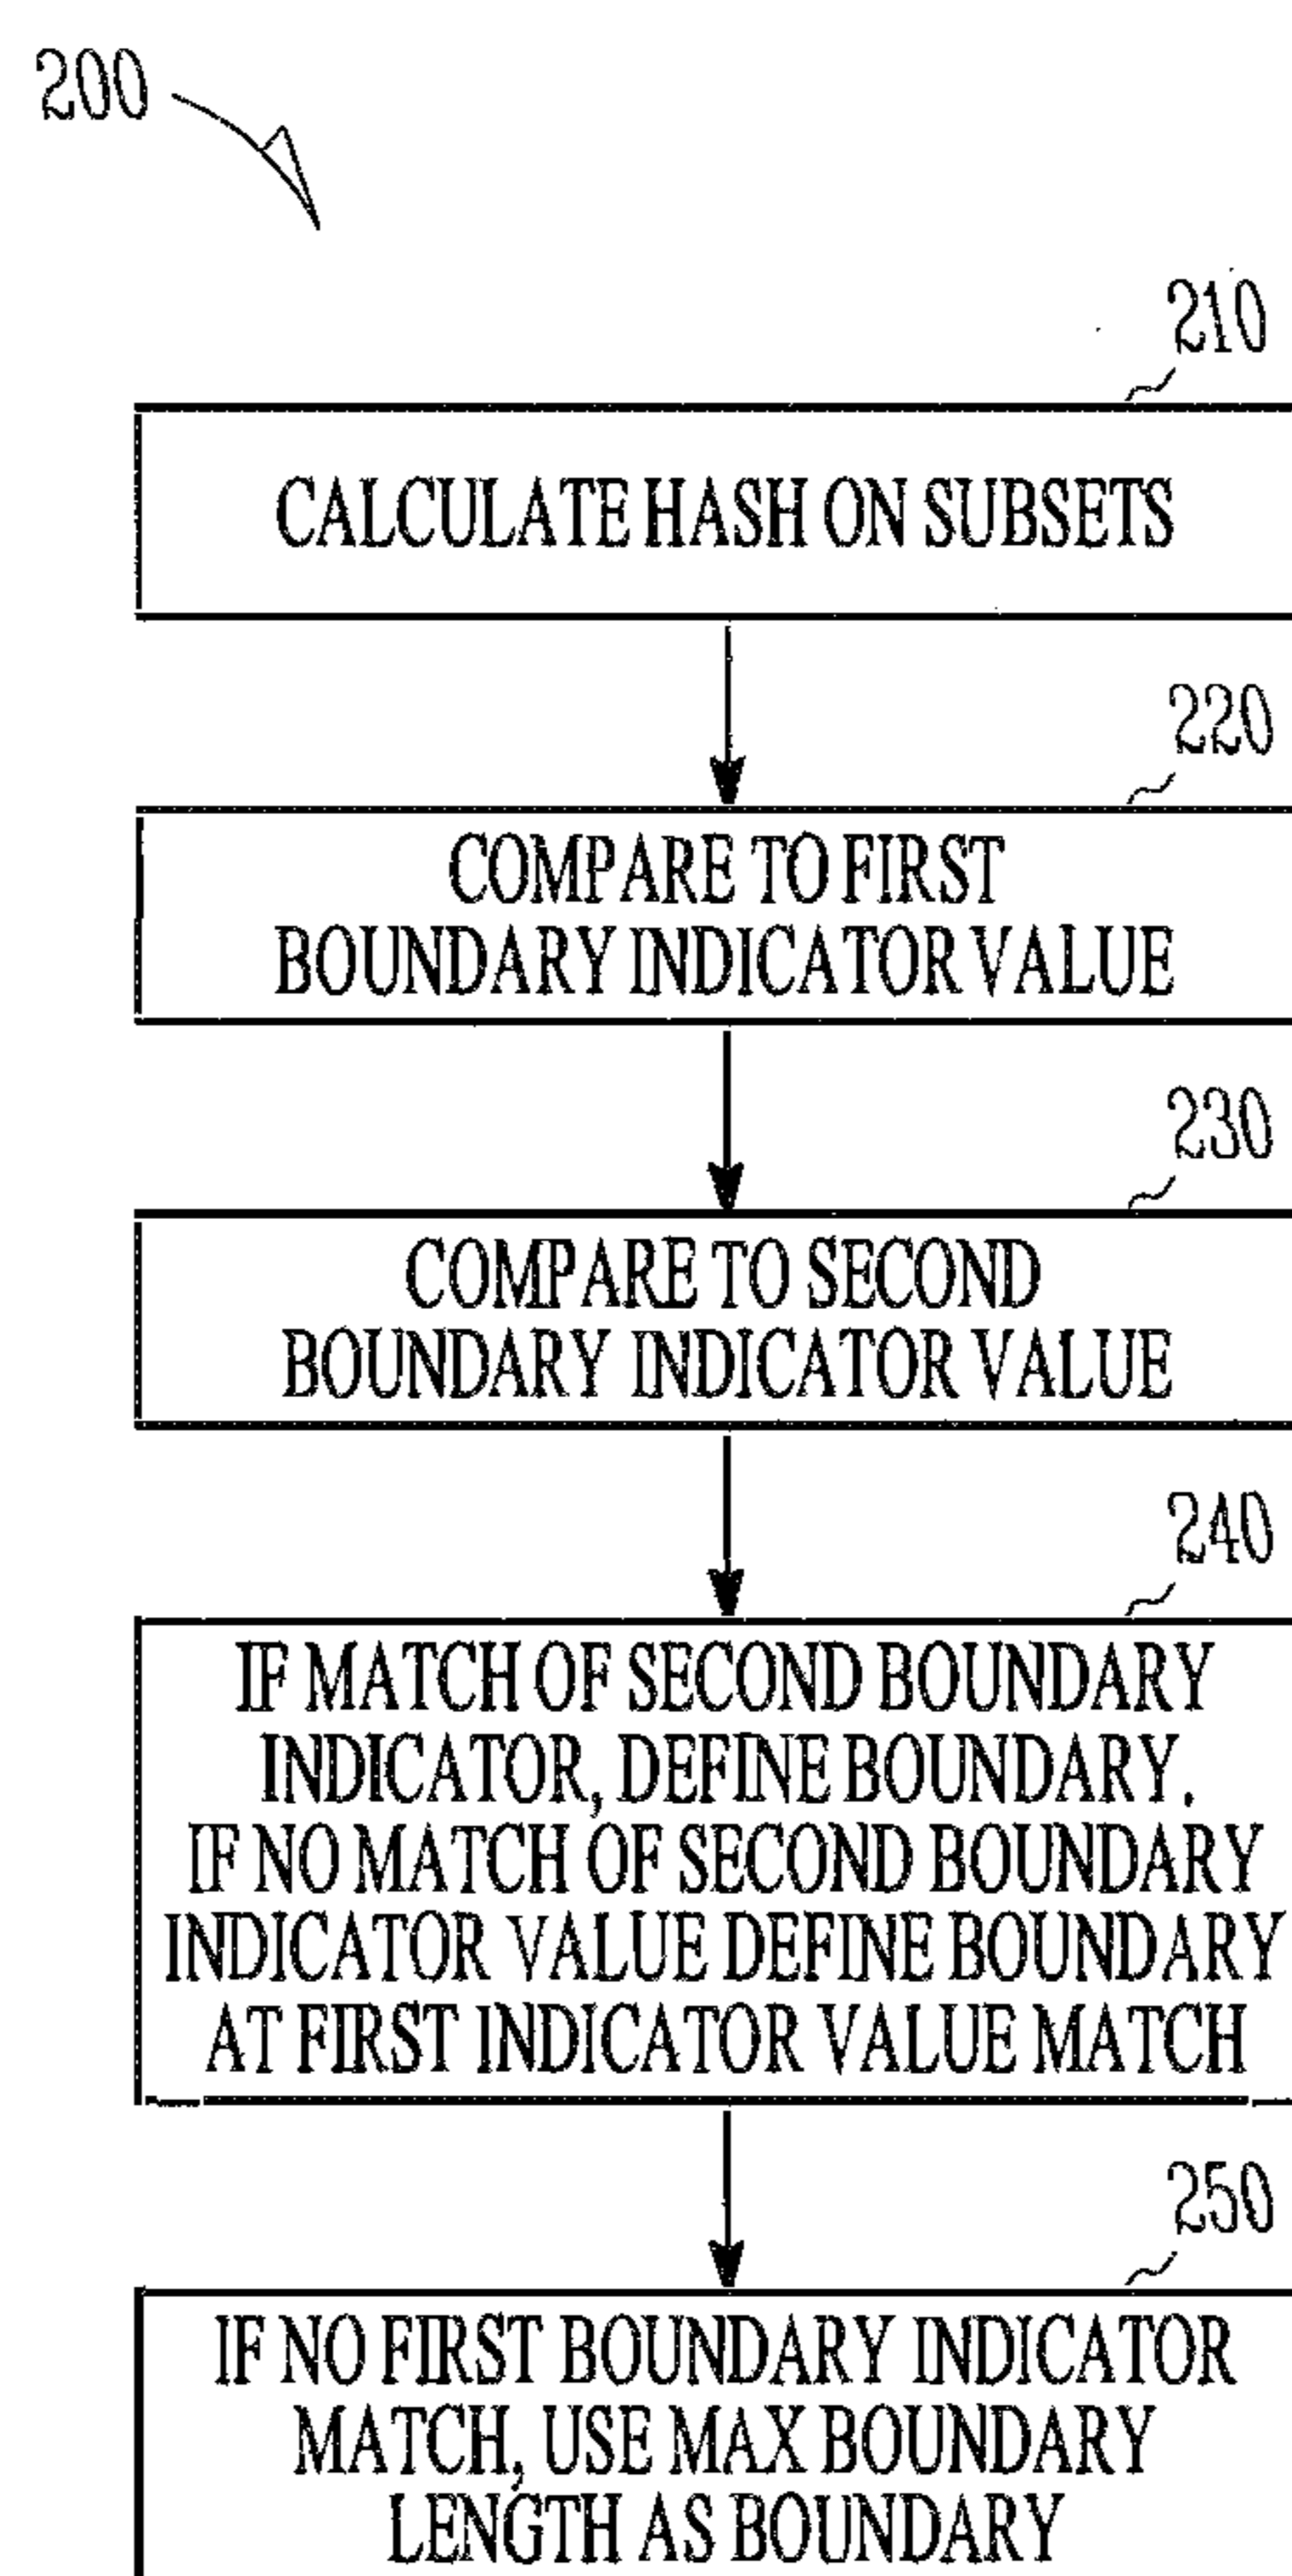 200
210
CALCULATE HASH ON SUBSETS
220
COMPARE TO FIRST
BOUNDARY INDICATOR VALUE
230
COMPARE TO SECOND
BOUNDARY INDICATOR VALUE
240
IF MATCH OF SECOND BOUNDARY
INDICATOR, DEFINE BOUNDARY.
IF NO MATCH OF SECOND BOUNDARY
INDICATOR VALUE DEFINE BOUNDARY
AT FIRST INDICATOR VALUE MATCH
250
IF NO FIRST BOUNDARY INDICATOR
MATCH, USE MAX BOUNDARY
LENGTH AS BOUNDARY